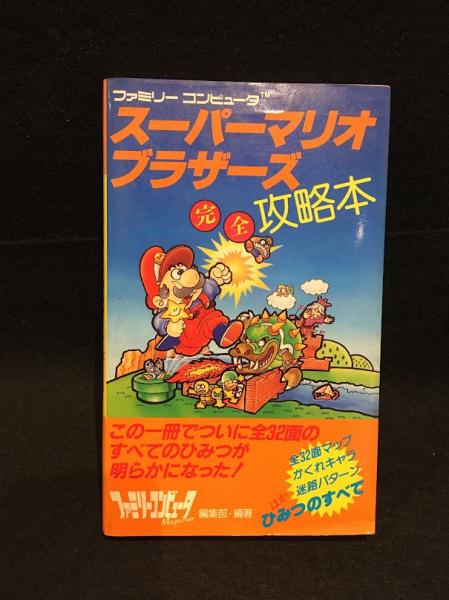 ファミリー コンピュータ™
スーパーマリオ
ブラザーズ
完全攻略本
この一冊でついに全32面の
すべてのひみつが
明らかになった!
全32面マップ
かくれキャラ
迷路パターン
ほか
ひみつのすべて
ファミリーコンピュータ
Magazine
編集部・編著